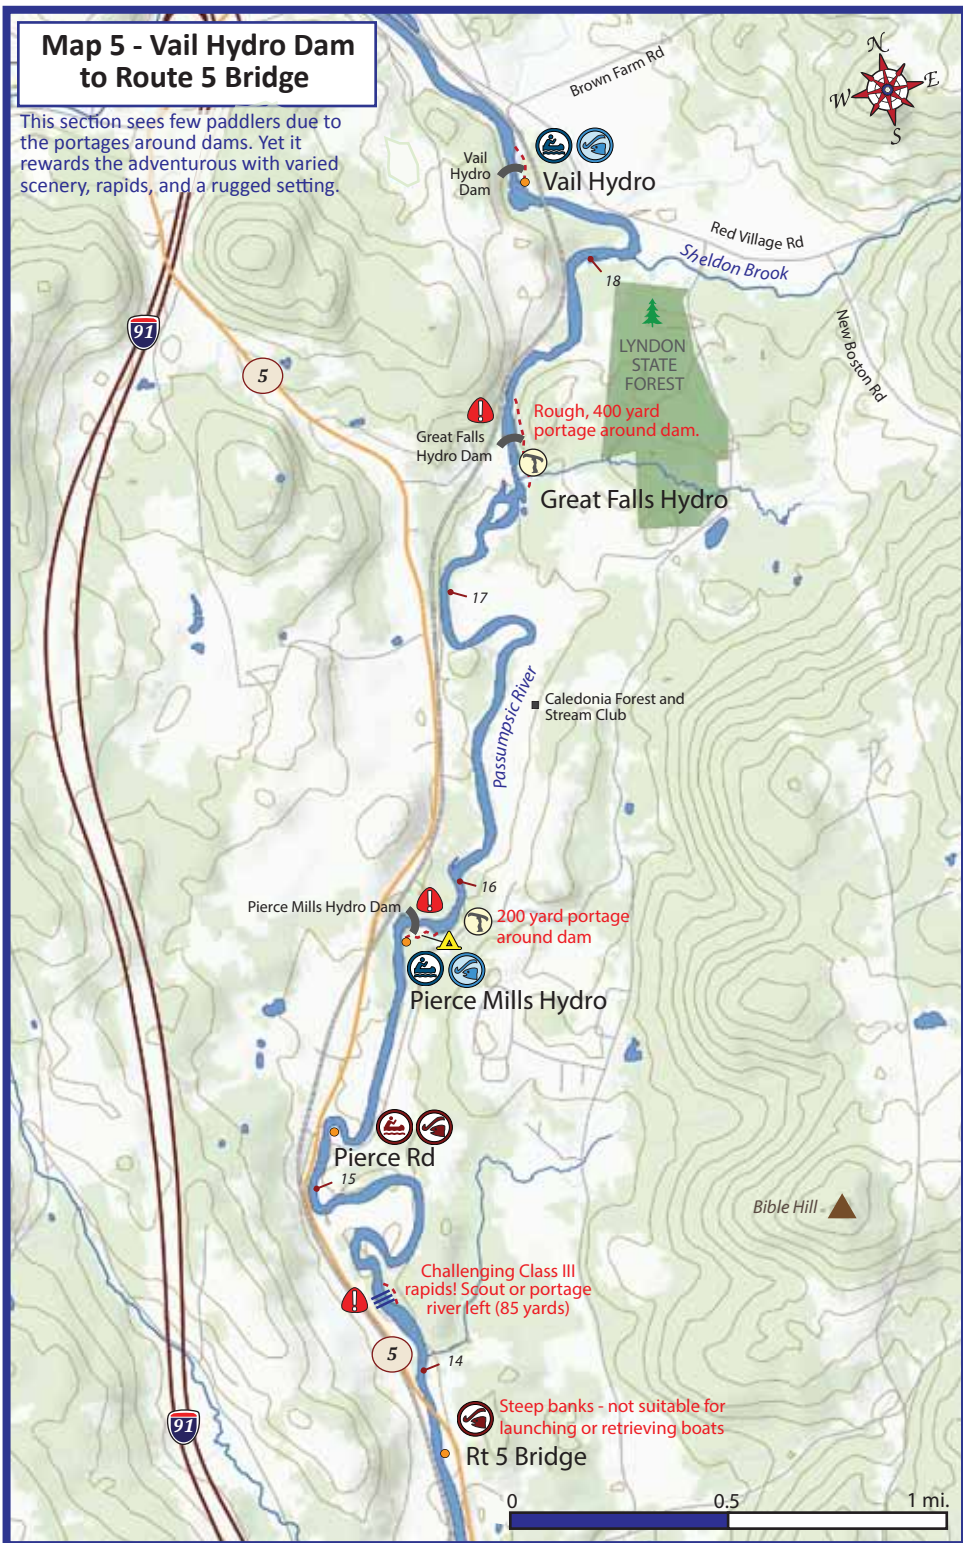 Map 5 - Vail Hydro Dam
to Route 5 Bridge
This section sees few paddlers due to
the portages around dams. Yet it
rewards the adventurous with varied
scenery, rapids, and a rugged setting.
N
W
E
S
Brown Farm Rd
Vail
Hydro
Dam
Vail Hydro
Red Village Rd
Sheldon Brook
18
91
5
LYNDON
STATE
FOREST
New Boston Rd
Rough, 400 yard
portage around dam.
Great Falls
Hydro Dam
Great Falls Hydro
17
Passumpsic River
Caledonia Forest and
Stream Club
16
Pierce Mills Hydro Dam
200 yard portage
around dam
Pierce Mills Hydro
Pierce Rd
15
Bible Hill
Challenging Class III
rapids! Scout or portage
river left (85 yards)
5
14
91
Steep banks - not suitable for
launching or retrieving boats
Rt 5 Bridge
0
0.5
1 mi.